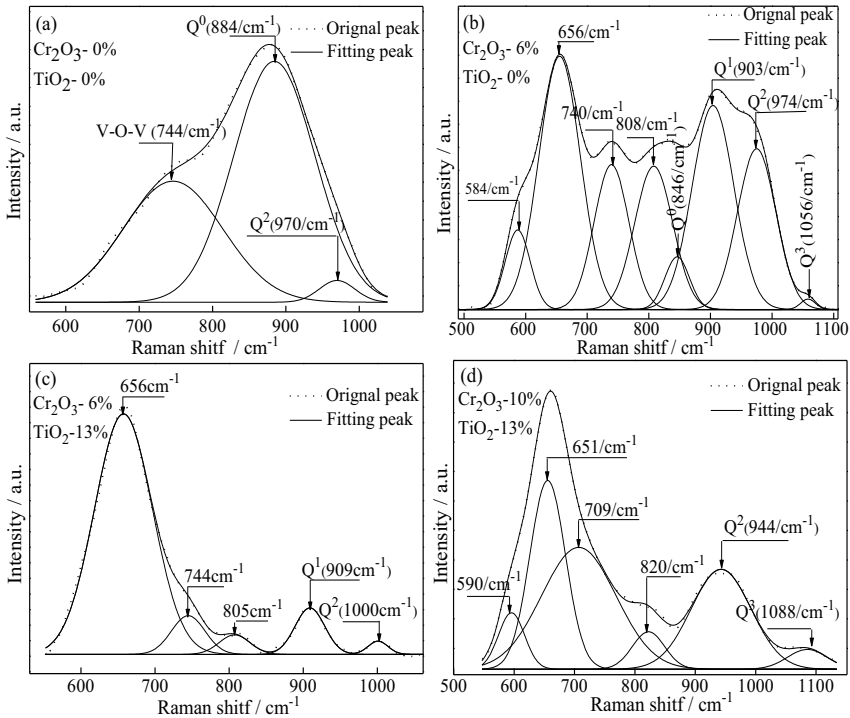 (a)
Cr2O3- 0%
TiO2- 0%
Q0(884/cm-1)
Orignal peak
Fitting peak
V-O-V (744/cm-1)
Q2(970/cm-1)
Intensity / a.u.
600 700 800 900 1000
Raman shitf / cm-1
(b)
Cr2O3- 6%
TiO2- 0%
656/cm-1
Orignal peak
Fitting peak
Q1(903/cm-1)
Q2(974/cm-1)
740/cm-1
808/cm-1
584/cm-1
Q0(846/cm-1)
Q3(1056/cm-1)
Intensity / a.u.
500 600 700 800 900 1000 1100
Raman shitf / cm-1
(c)
Cr2O3- 6%
TiO2-13%
656cm-1
Orignal peak
Fitting peak
744cm-1
805cm-1
Q1(909cm-1)
Q2(1000cm-1)
Intensity / a.u.
600 700 800 900 1000
Raman shitf / cm-1
(d)
Cr2O3-10%
TiO2-13%
Orignal peak
Fitting peak
651/cm-1
709/cm-1
590/cm-1
820/cm-1
Q2(944/cm-1)
Q3(1088/cm-1)
Intensity / a.u.
500 600 700 800 900 1000 1100
Raman shitf / cm-1